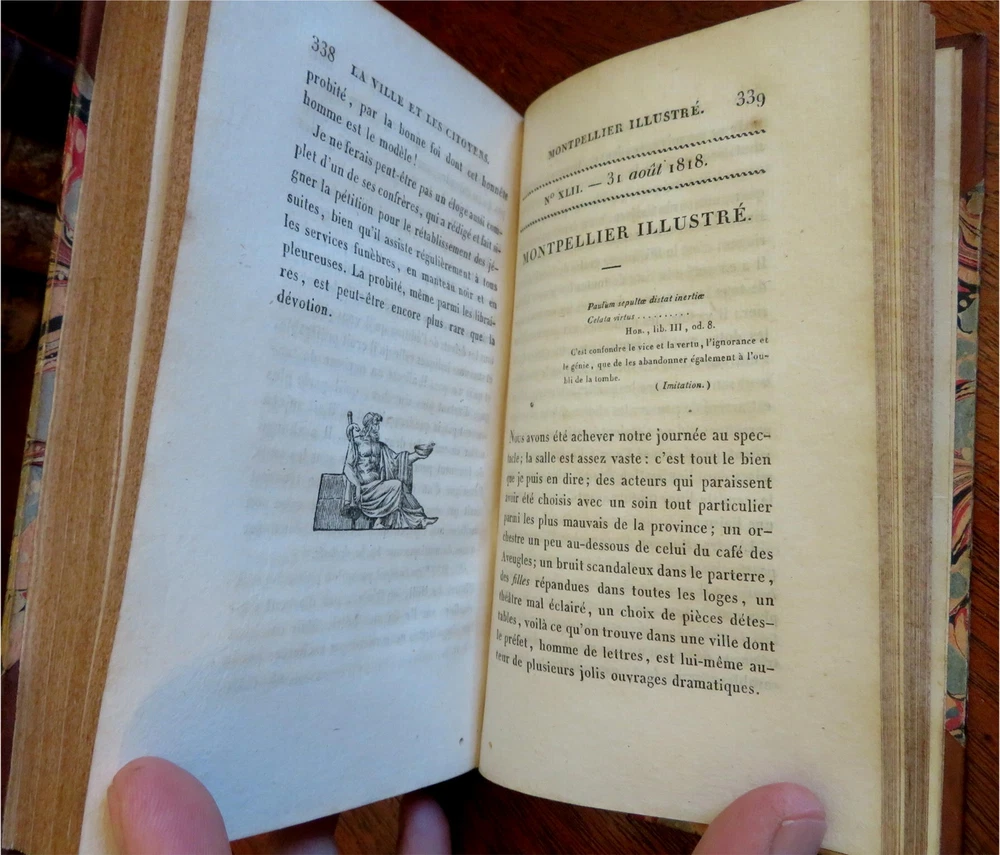 338
LA VILLE ET LES CITOYENS.
probité, par la bonne foi dont cet honnête
homme est le modèle!
Je ne ferais peut-être pas un éloge aussi com-
plet d'un de ses confrères, qui a rédigé et fait si-
gner la pétition pour le rétablissement des jé-
suites, bien qu'il assiste régulièrement à tous
les services funèbres, en manteau noir et en
pleureuses. La probité, même parmi les librai-
res, est peut-être encore plus rare que la
dévotion.
MONTPELLIER ILLUSTRÉ. 339
No XLII. — 31 août 1818.
MONTPELLIER ILLUSTRÉ.
Paulùm sepultæ distat inertiæ
Celata virtus ..........
Hor., lib. III, od. 8.
C'est confondre le vice et la vertu, l'ignorance et
le génie, que de les abandonner également à l'ou-
bli de la tombe.
(Imitation.)
Nous avons été achever notre journée au spec-
tacle; la salle est assez vaste : c'est tout le bien
que je puis en dire; des acteurs qui paraissent
avoir été choisis avec un soin tout particulier
parmi les plus mauvais de la province; un or-
chestre un peu au-dessous de celui du café des
Aveugles; un bruit scandaleux dans le parterre,
des filles répandues dans toutes les loges, un
théâtre mal éclairé, un choix de pièces détes-
tables, voilà ce qu'on trouve dans une ville dont
le préfet, homme de lettres, est lui-même au-
teur de plusieurs jolis ouvrages dramatiques.